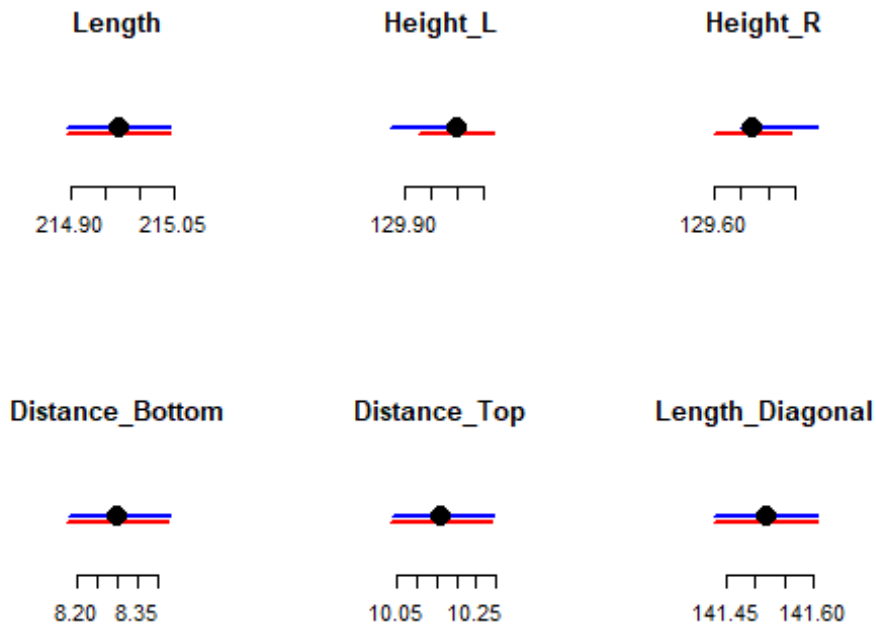 Length Height_L Height_R
214.90 215.05 129.90 129.60
Distance_Bottom Distance_Top Length_Diagonal
8.20 8.35 10.05 10.25 141.45 141.60